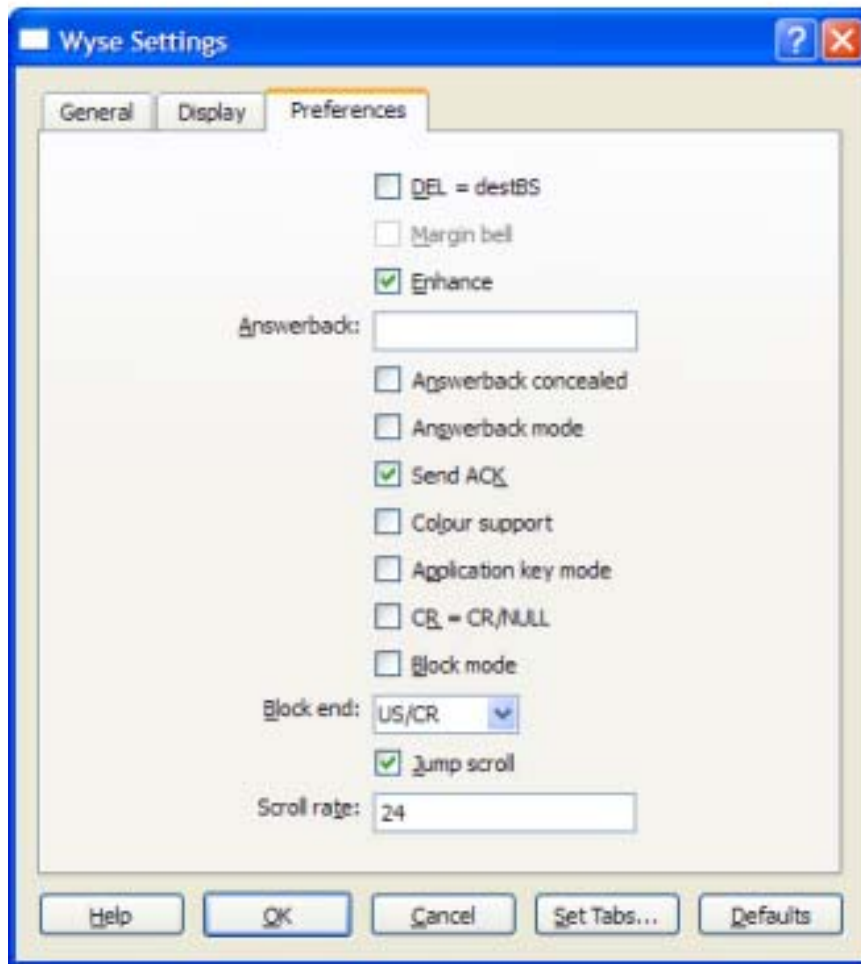 Wyse Settings
General Display Preferences
DEL = destBS
Margin bell
Enhance
Answerback:
Answerback concealed
Answerback mode
Send ACK
Colour support
Application key mode
CR = CR/NULL
Block mode
Block end: US/CR
Jump scroll
Scroll rate: 24
Help OK Cancel Set Tabs... Defaults